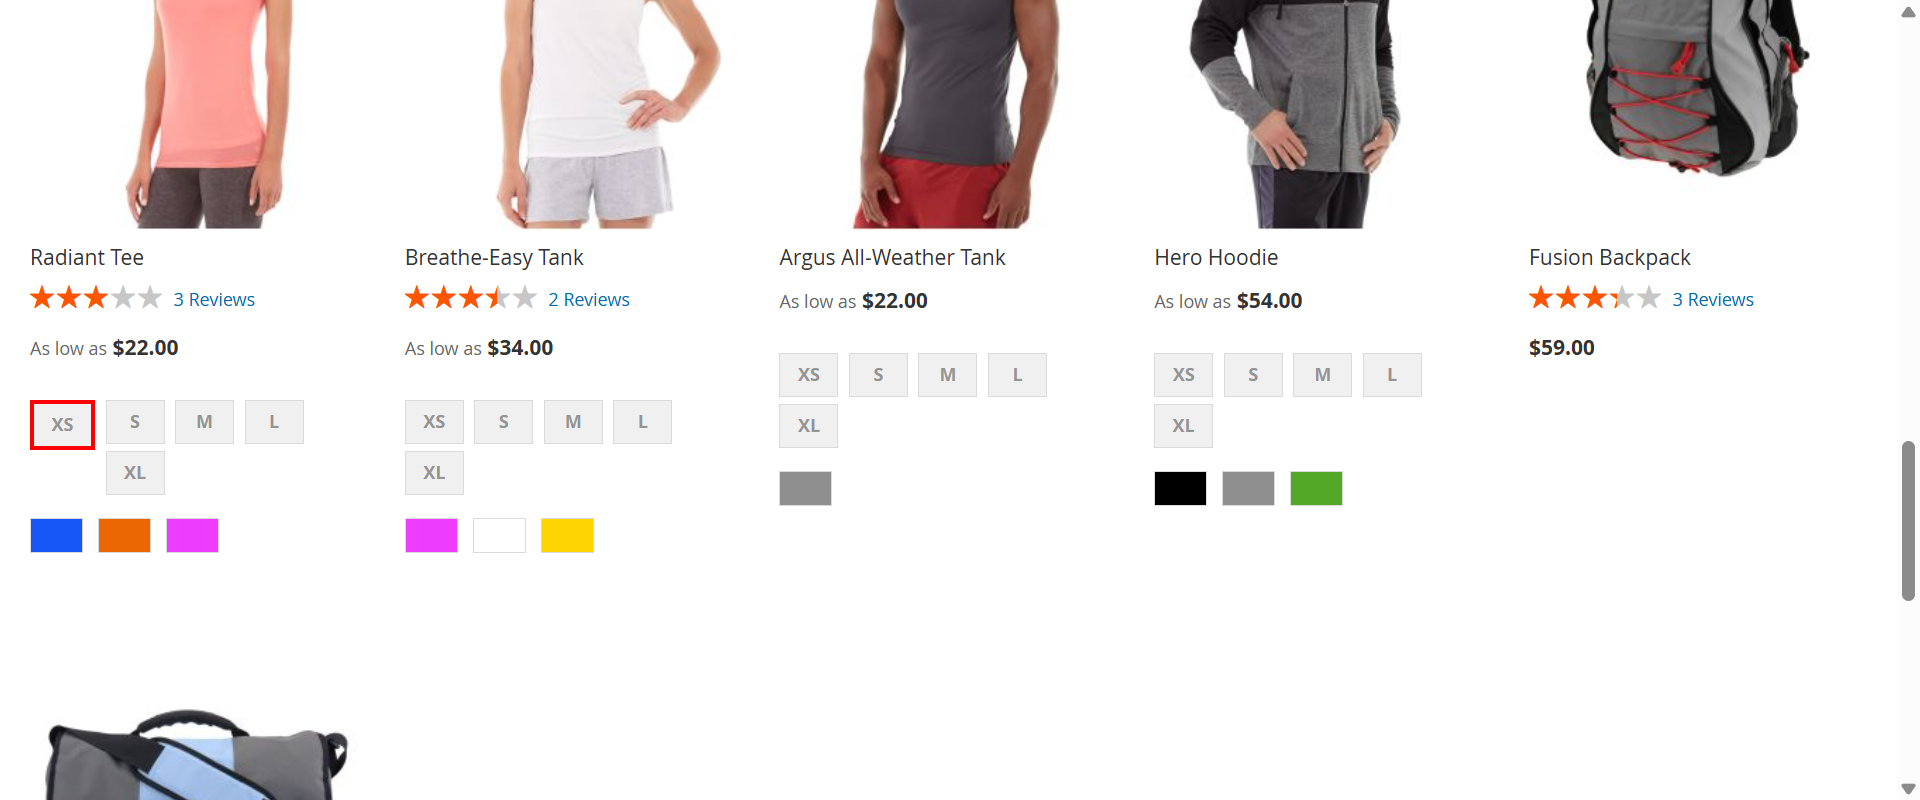 Radiant Tee
3 Reviews
As low as $22.00
XS S M L
XL
Breathe-Easy Tank
2 Reviews
As low as $34.00
XS S M L
XL
Argus All-Weather Tank
As low as $22.00
XS S M L
XL
Hero Hoodie
As low as $54.00
XS S M L
XL
Fusion Backpack
3 Reviews
$59.00